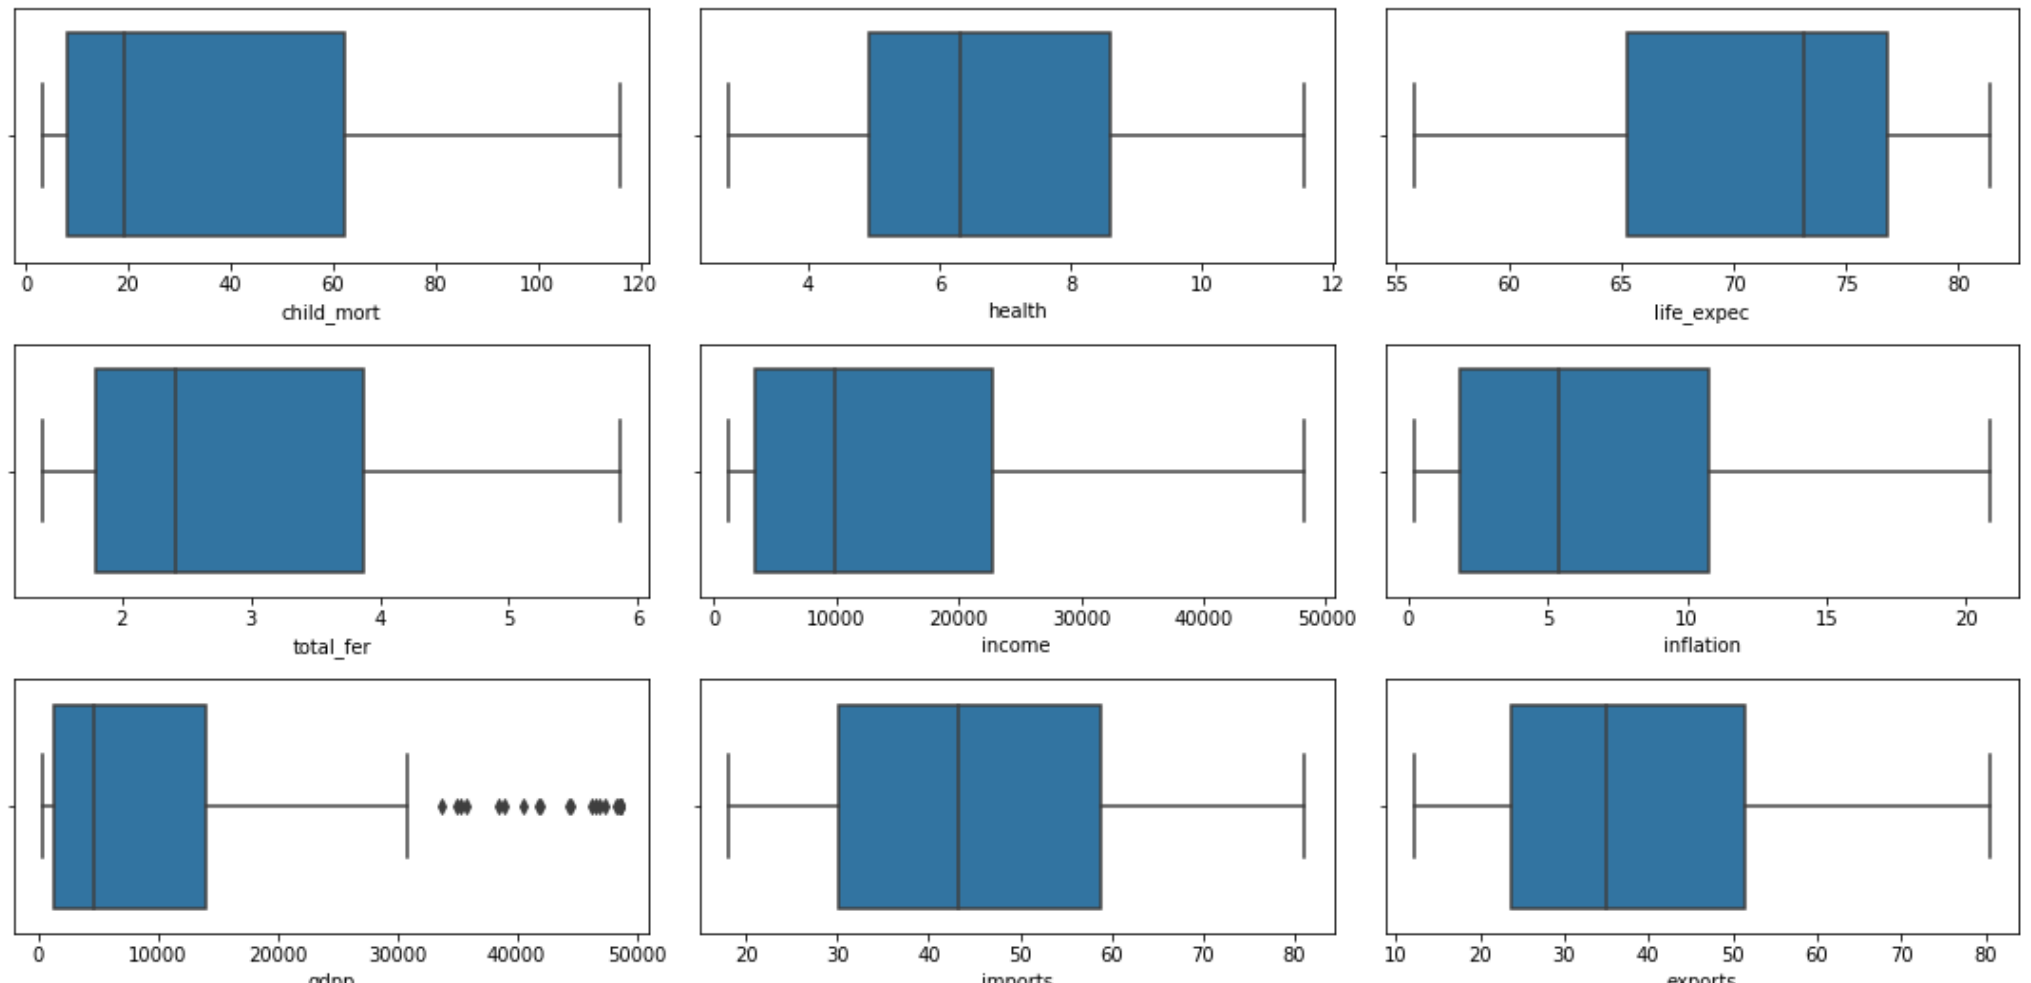 0 20 40 60 80 100 120
child_mort
4 6 8 10 12
health
55 60 65 70 75 80
life_expec
2 3 4 5 6
total_fer
0 10000 20000 30000 40000 50000
income
0 5 10 15 20
inflation
0 10000 20000 30000 40000 50000
gdpp
20 30 40 50 60 70 80
imports
10 20 30 40 50 60 70 80
exports